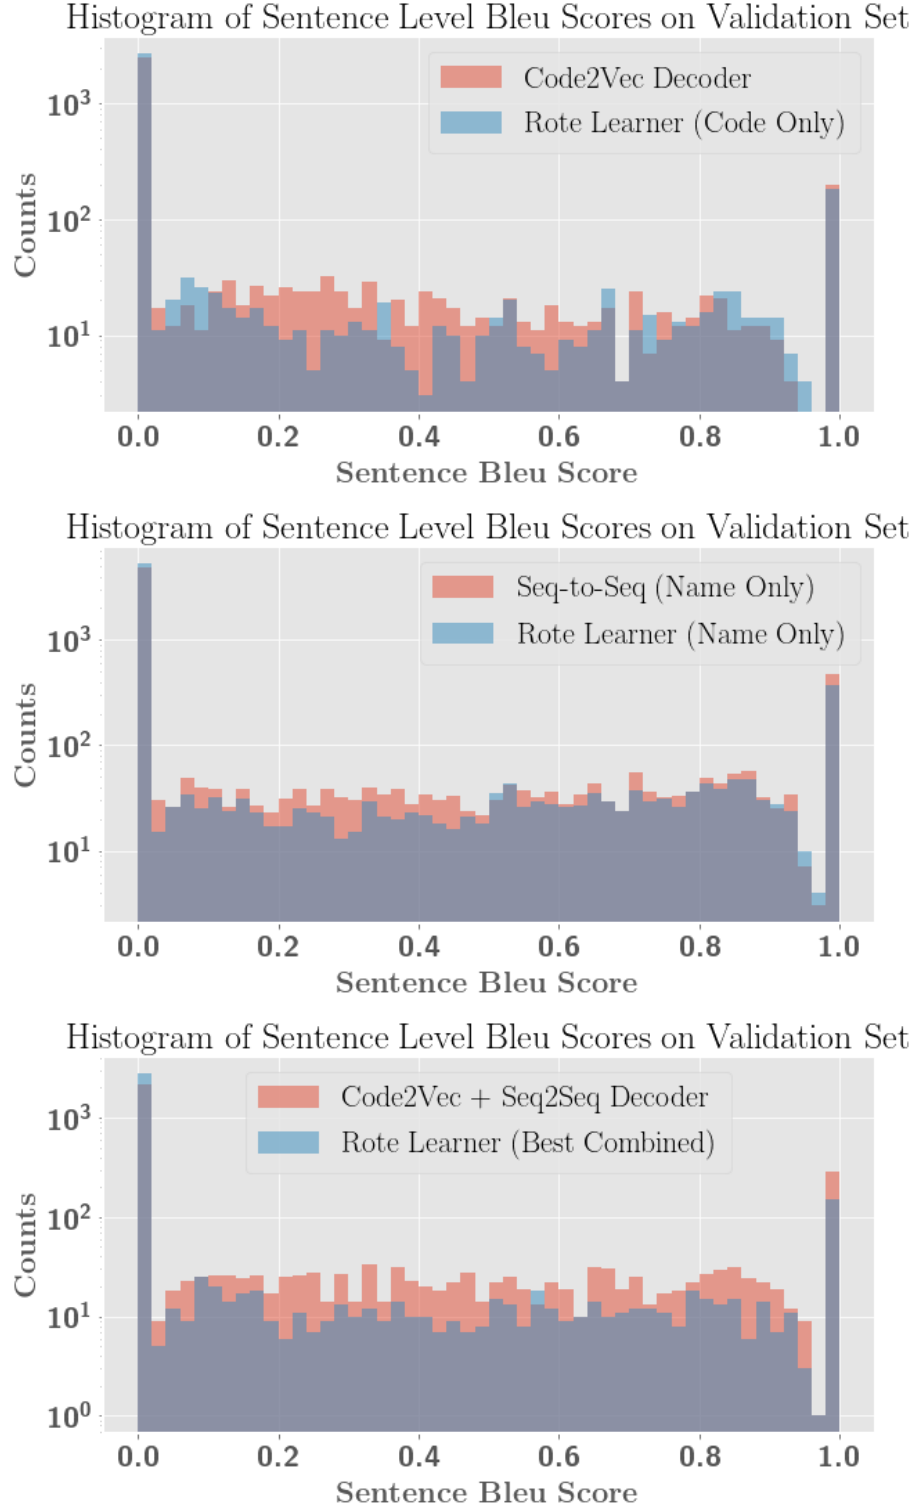 Histogram of Sentence Level Bleu Scores on Validation Set
Code2Vec Decoder
Rote Learner (Code Only)
Counts
10³
10²
10¹
0.0 0.2 0.4 0.6 0.8 1.0
Sentence Bleu Score
Histogram of Sentence Level Bleu Scores on Validation Set
Seq-to-Seq (Name Only)
Rote Learner (Name Only)
Counts
10³
10²
10¹
0.0 0.2 0.4 0.6 0.8 1.0
Sentence Bleu Score
Histogram of Sentence Level Bleu Scores on Validation Set
Code2Vec + Seq2Seq Decoder
Rote Learner (Best Combined)
Counts
10³
10²
10¹
10⁰
0.0 0.2 0.4 0.6 0.8 1.0
Sentence Bleu Score